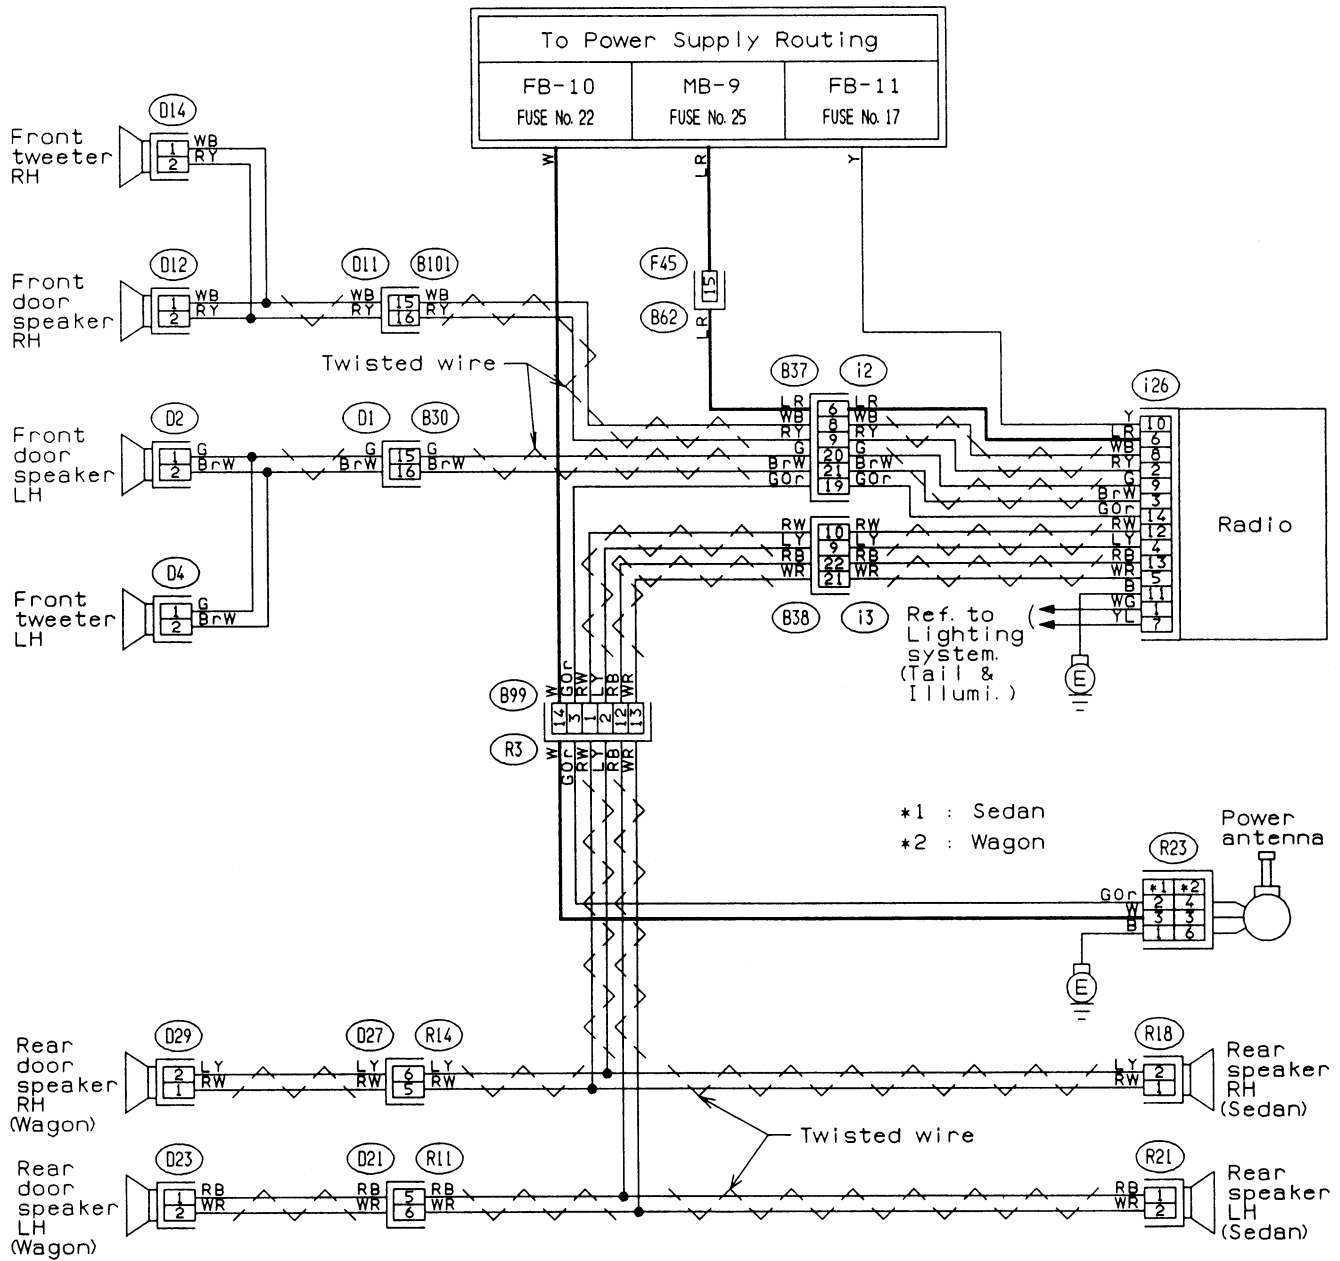 To Power Supply Routing
FB-10
FUSE No. 22
MB-9
FUSE No. 25
FB-11
FUSE No. 17
W
LR
Y
D14
Front
tweeter
RH
1
2
WB
RY
D12
Front
door
speaker
RH
1
2
WB
RY
D11
B101
WB
RY
15
16
WB
RY
F45
15
B62
LR
Twisted wire
D2
Front
door
speaker
LH
1
2
G
BrW
D1
B30
G
BrW
15
16
G
BrW
D4
Front
tweeter
LH
1
2
G
BrW
B37
i2
LR
WB
RY
G
BrW
GOr
6
8
9
20
21
19
LR
WB
RY
G
BrW
GOr
RW
LY
RB
WR
10
9
22
21
RW
LY
RB
WR
B38
i3
i26
Y
LR
WB
RY
G
BrW
GOr
RW
LY
RB
WR
B
WG
YL
10
6
8
2
9
3
14
12
4
13
5
11
1
7
Radio
Ref. to
Lighting
system.
(Tail &
Illumi.)
E
B99
W
GOr
RW
LY
RB
WR
14
3
1
2
12
13
R3
W
GOr
RW
LY
RB
WR
*1 : Sedan
*2 : Wagon
Power
antenna
R23
GOr
W
B
*1
*2
2
4
3
3
1
6
E
D29
Rear
door
speaker
RH
(Wagon)
2
1
LY
RW
D27
R14
LY
RW
6
5
LY
RW
R18
LY
RW
2
1
Rear
speaker
RH
(Sedan)
Twisted wire
D23
Rear
door
speaker
LH
(Wagon)
1
2
RB
WR
D21
R11
RB
WR
5
6
RB
WR
R21
RB
WR
1
2
Rear
speaker
LH
(Sedan)